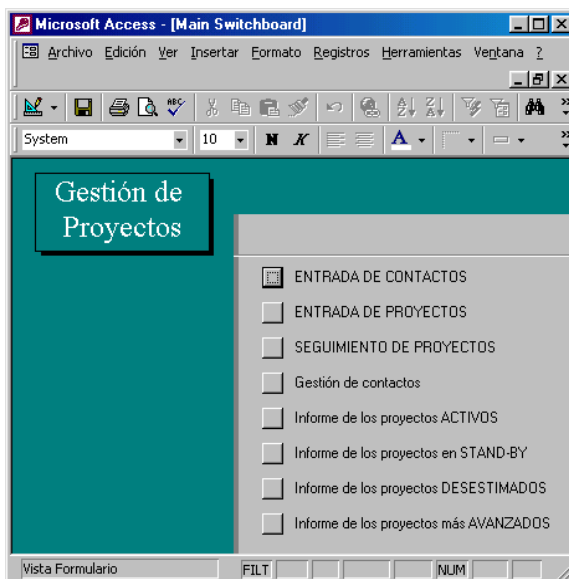 Microsoft Access - [Main Switchboard]
Archivo Edición Ver Insertar Formato Registros Herramientas Ventana ?
ABC
System 10 N K A
Gestión de
Proyectos
ENTRADA DE CONTACTOS
ENTRADA DE PROYECTOS
SEGUIMIENTO DE PROYECTOS
Gestión de contactos
Informe de los proyectos ACTIVOS
Informe de los proyectos en STAND-BY
Informe de los proyectos DESESTIMADOS
Informe de los proyectos más AVANZADOS
Vista Formulario FILT NUM